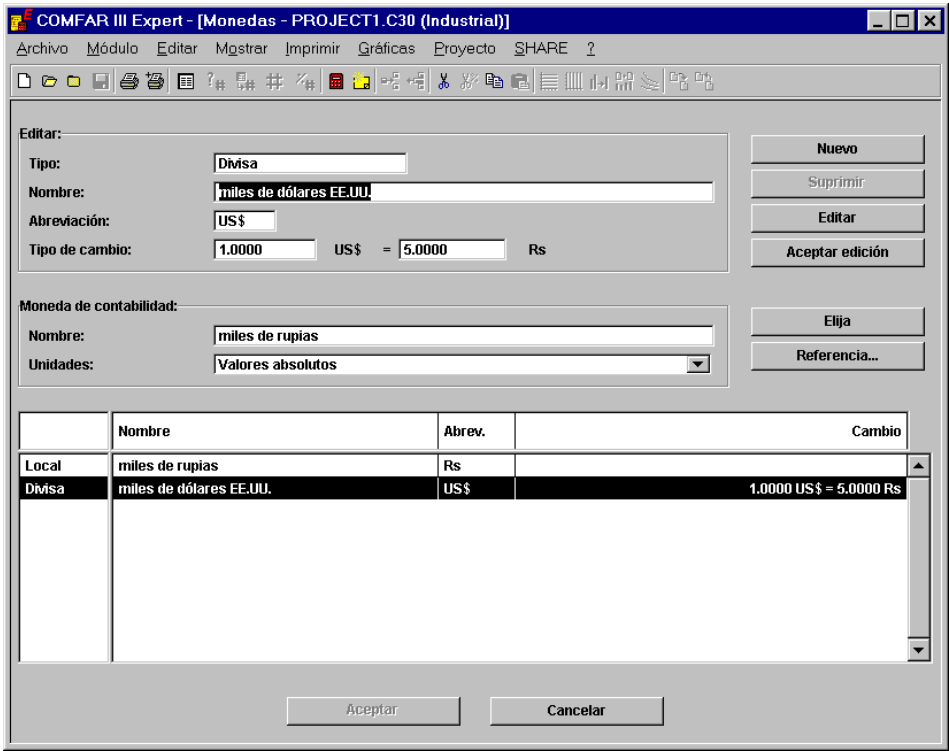 COMFAR III Expert - [Monedas - PROJECT1.C30 (Industrial)]
Archivo Módulo Editar Mostrar Imprimir Gráficas Proyecto SHARE ?
Editar:
Tipo: Divisa
Nombre: miles de dólares EE.UU.
Abreviación: US$
Tipo de cambio: 1.0000 US$ = 5.0000 Rs
Nuevo
Suprimir
Editar
Aceptar edición
Moneda de contabilidad:
Nombre: miles de rupias
Unidades: Valores absolutos
Elija
Referencia...
Nombre Abrev. Cambio
Local miles de rupias Rs
Divisa miles de dólares EE.UU. US$ 1.0000 US$ = 5.0000 Rs
Aceptar Cancelar